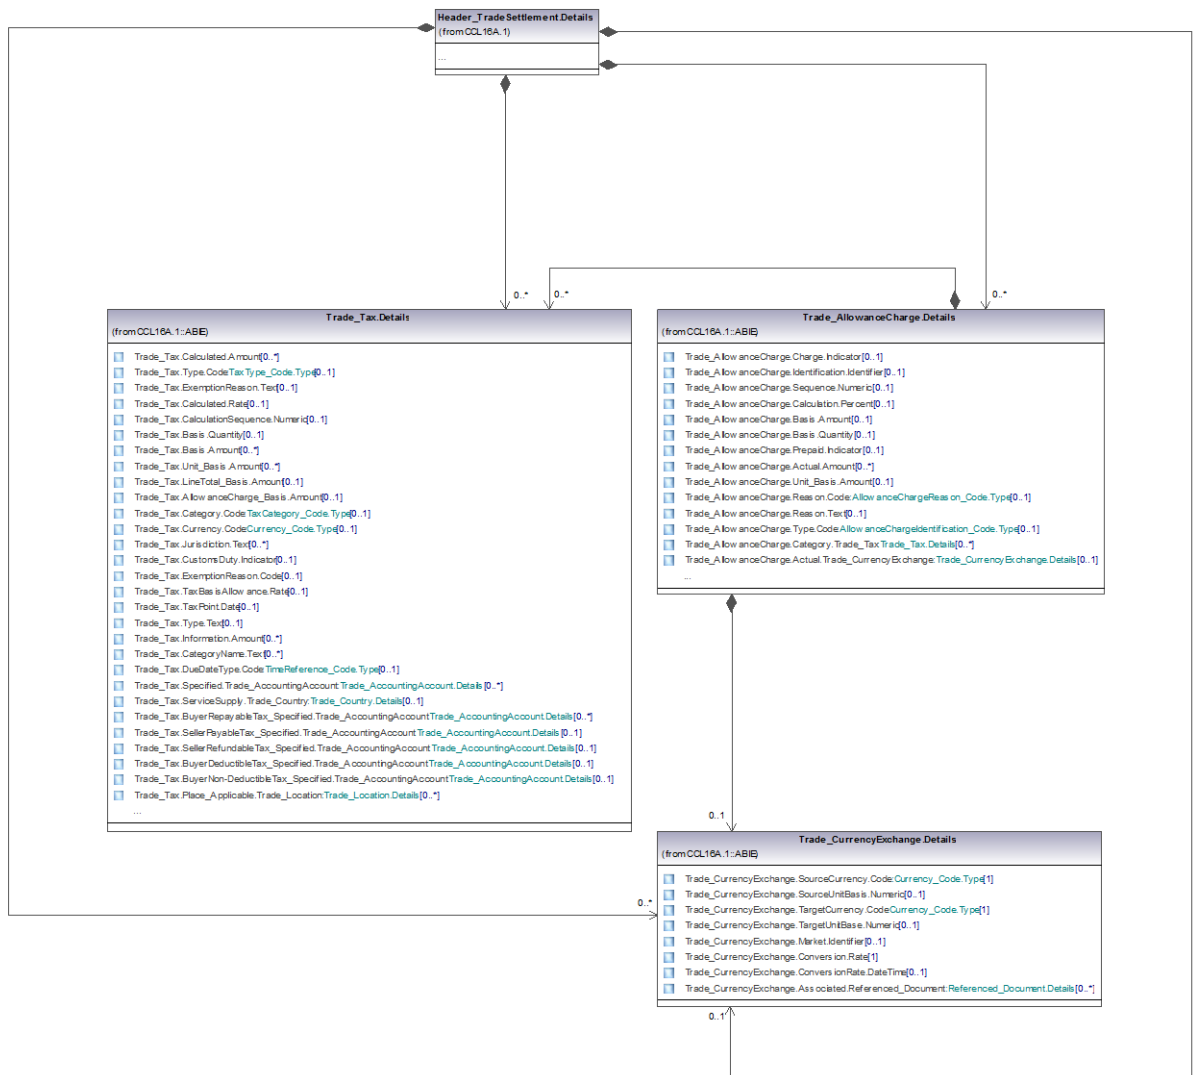 Header_TradeSettlement.Details
(from CCL16A.1)
...
0..*
0..*
0..*
Trade_Tax.Details
(from CCL16A.1::ABIE)
Trade_Tax.Calculated.Amount[0..*]
Trade_Tax.Type.Code:TaxType_Code.Type[0..1]
Trade_Tax.ExemptionReason.Text[0..1]
Trade_Tax.Calculated.Rate[0..1]
Trade_Tax.CalculationSequence.Numeric[0..1]
Trade_Tax.Basis.Quantity[0..1]
Trade_Tax.Basis.Amount[0..*]
Trade_Tax.Unit_Basis.Amount[0..*]
Trade_Tax.LineTotal_Basis.Amount[0..1]
Trade_Tax.AllowanceCharge_Basis.Amount[0..1]
Trade_Tax.Category.Code:TaxCategory_Code.Type[0..1]
Trade_Tax.Currency.Code:Currency_Code.Type[0..1]
Trade_Tax.Jurisdiction.Text[0..*]
Trade_Tax.CustomsDuty.Indicator[0..1]
Trade_Tax.ExemptionReason.Code[0..1]
Trade_Tax.TaxBasisAllowance.Rate[0..1]
Trade_Tax.TaxPoint.Date[0..1]
Trade_Tax.Type.Text[0..1]
Trade_Tax.Information.Amount[0..*]
Trade_Tax.CategoryName.Text[0..*]
Trade_Tax.DueDateType.Code:TimeReference_Code.Type[0..1]
Trade_Tax.Specified.Trade_AccountingAccount:Trade_AccountingAccount.Details[0..*]
Trade_Tax.ServiceSupply.Trade_Country:Trade_Country.Details[0..1]
Trade_Tax.BuyerRepayableTax_Specified.Trade_AccountingAccount:Trade_AccountingAccount.Details[0..*]
Trade_Tax.SellerPayableTax_Specified.Trade_AccountingAccount:Trade_AccountingAccount.Details[0..1]
Trade_Tax.SellerRefundableTax_Specified.Trade_AccountingAccount:Trade_AccountingAccount.Details[0..1]
Trade_Tax.BuyerDeductibleTax_Specified.Trade_AccountingAccount:Trade_AccountingAccount.Details[0..1]
Trade_Tax.BuyerNon-DeductibleTax_Specified.Trade_AccountingAccount:Trade_AccountingAccount.Details[0..1]
Trade_Tax.Place_Applicable.Trade_Location:Trade_Location.Details[0..*]
...
Trade_AllowanceCharge.Details
(from CCL16A.1::ABIE)
Trade_AllowanceCharge.Charge.Indicator[0..1]
Trade_AllowanceCharge.Identification.Identifier[0..1]
Trade_AllowanceCharge.Sequence.Numeric[0..1]
Trade_AllowanceCharge.Calculation.Percent[0..1]
Trade_AllowanceCharge.Basis.Amount[0..1]
Trade_AllowanceCharge.Basis.Quantity[0..1]
Trade_AllowanceCharge.Prepaid.Indicator[0..1]
Trade_AllowanceCharge.Actual.Amount[0..*]
Trade_AllowanceCharge.Unit_Basis.Amount[0..1]
Trade_AllowanceCharge.Reason.Code:AllowanceChargeReason_Code.Type[0..1]
Trade_AllowanceCharge.Reason.Text[0..1]
Trade_AllowanceCharge.Type.Code:AllowanceChargeIdentification_Code.Type[0..1]
Trade_AllowanceCharge.Category.Trade_Tax:Trade_Tax.Details[0..*]
Trade_AllowanceCharge.Actual.Trade_CurrencyExchange:Trade_CurrencyExchange.Details[0..1]
...
0..1
Trade_CurrencyExchange.Details
(from CCL16A.1::ABIE)
Trade_CurrencyExchange.SourceCurrency.Code:Currency_Code.Type[1]
Trade_CurrencyExchange.SourceUnitBasis.Numeric[0..1]
Trade_CurrencyExchange.TargetCurrency.Code:Currency_Code.Type[1]
Trade_CurrencyExchange.TargetUnitBase.Numeric[0..1]
Trade_CurrencyExchange.Market.Identifier[0..1]
Trade_CurrencyExchange.Conversion.Rate[1]
Trade_CurrencyExchange.ConversionRate.DateTime[0..1]
Trade_CurrencyExchange.Associated.Referenced_Document:Referenced_Document.Details[0..*]
0..*
0..1